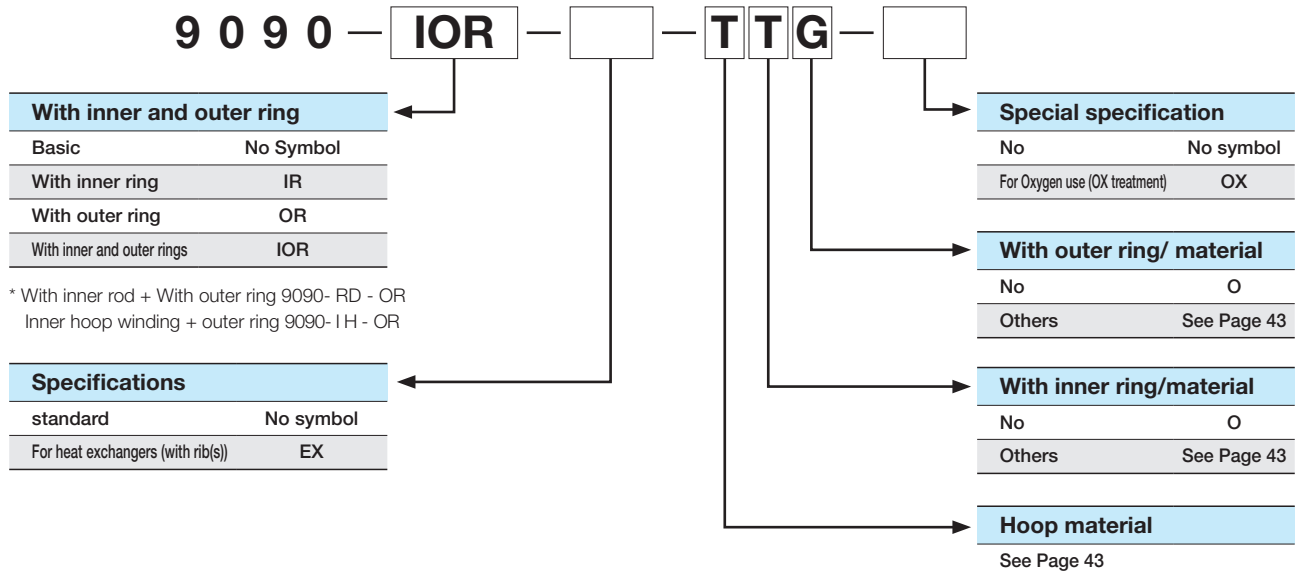 9 0 9 0 — IOR — — T T G —
With inner and outer ring
Basic No Symbol
With inner ring IR
With outer ring OR
With inner and outer rings IOR
* With inner rod + With outer ring 9090- RD - OR
Inner hoop winding + outer ring 9090- I H - OR
Specifications
standard No symbol
For heat exchangers (with rib(s)) EX
Special specification
No No symbol
For Oxygen use (OX treatment) OX
With outer ring/ material
No O
Others See Page 43
With inner ring/material
No O
Others See Page 43
Hoop material
See Page 43